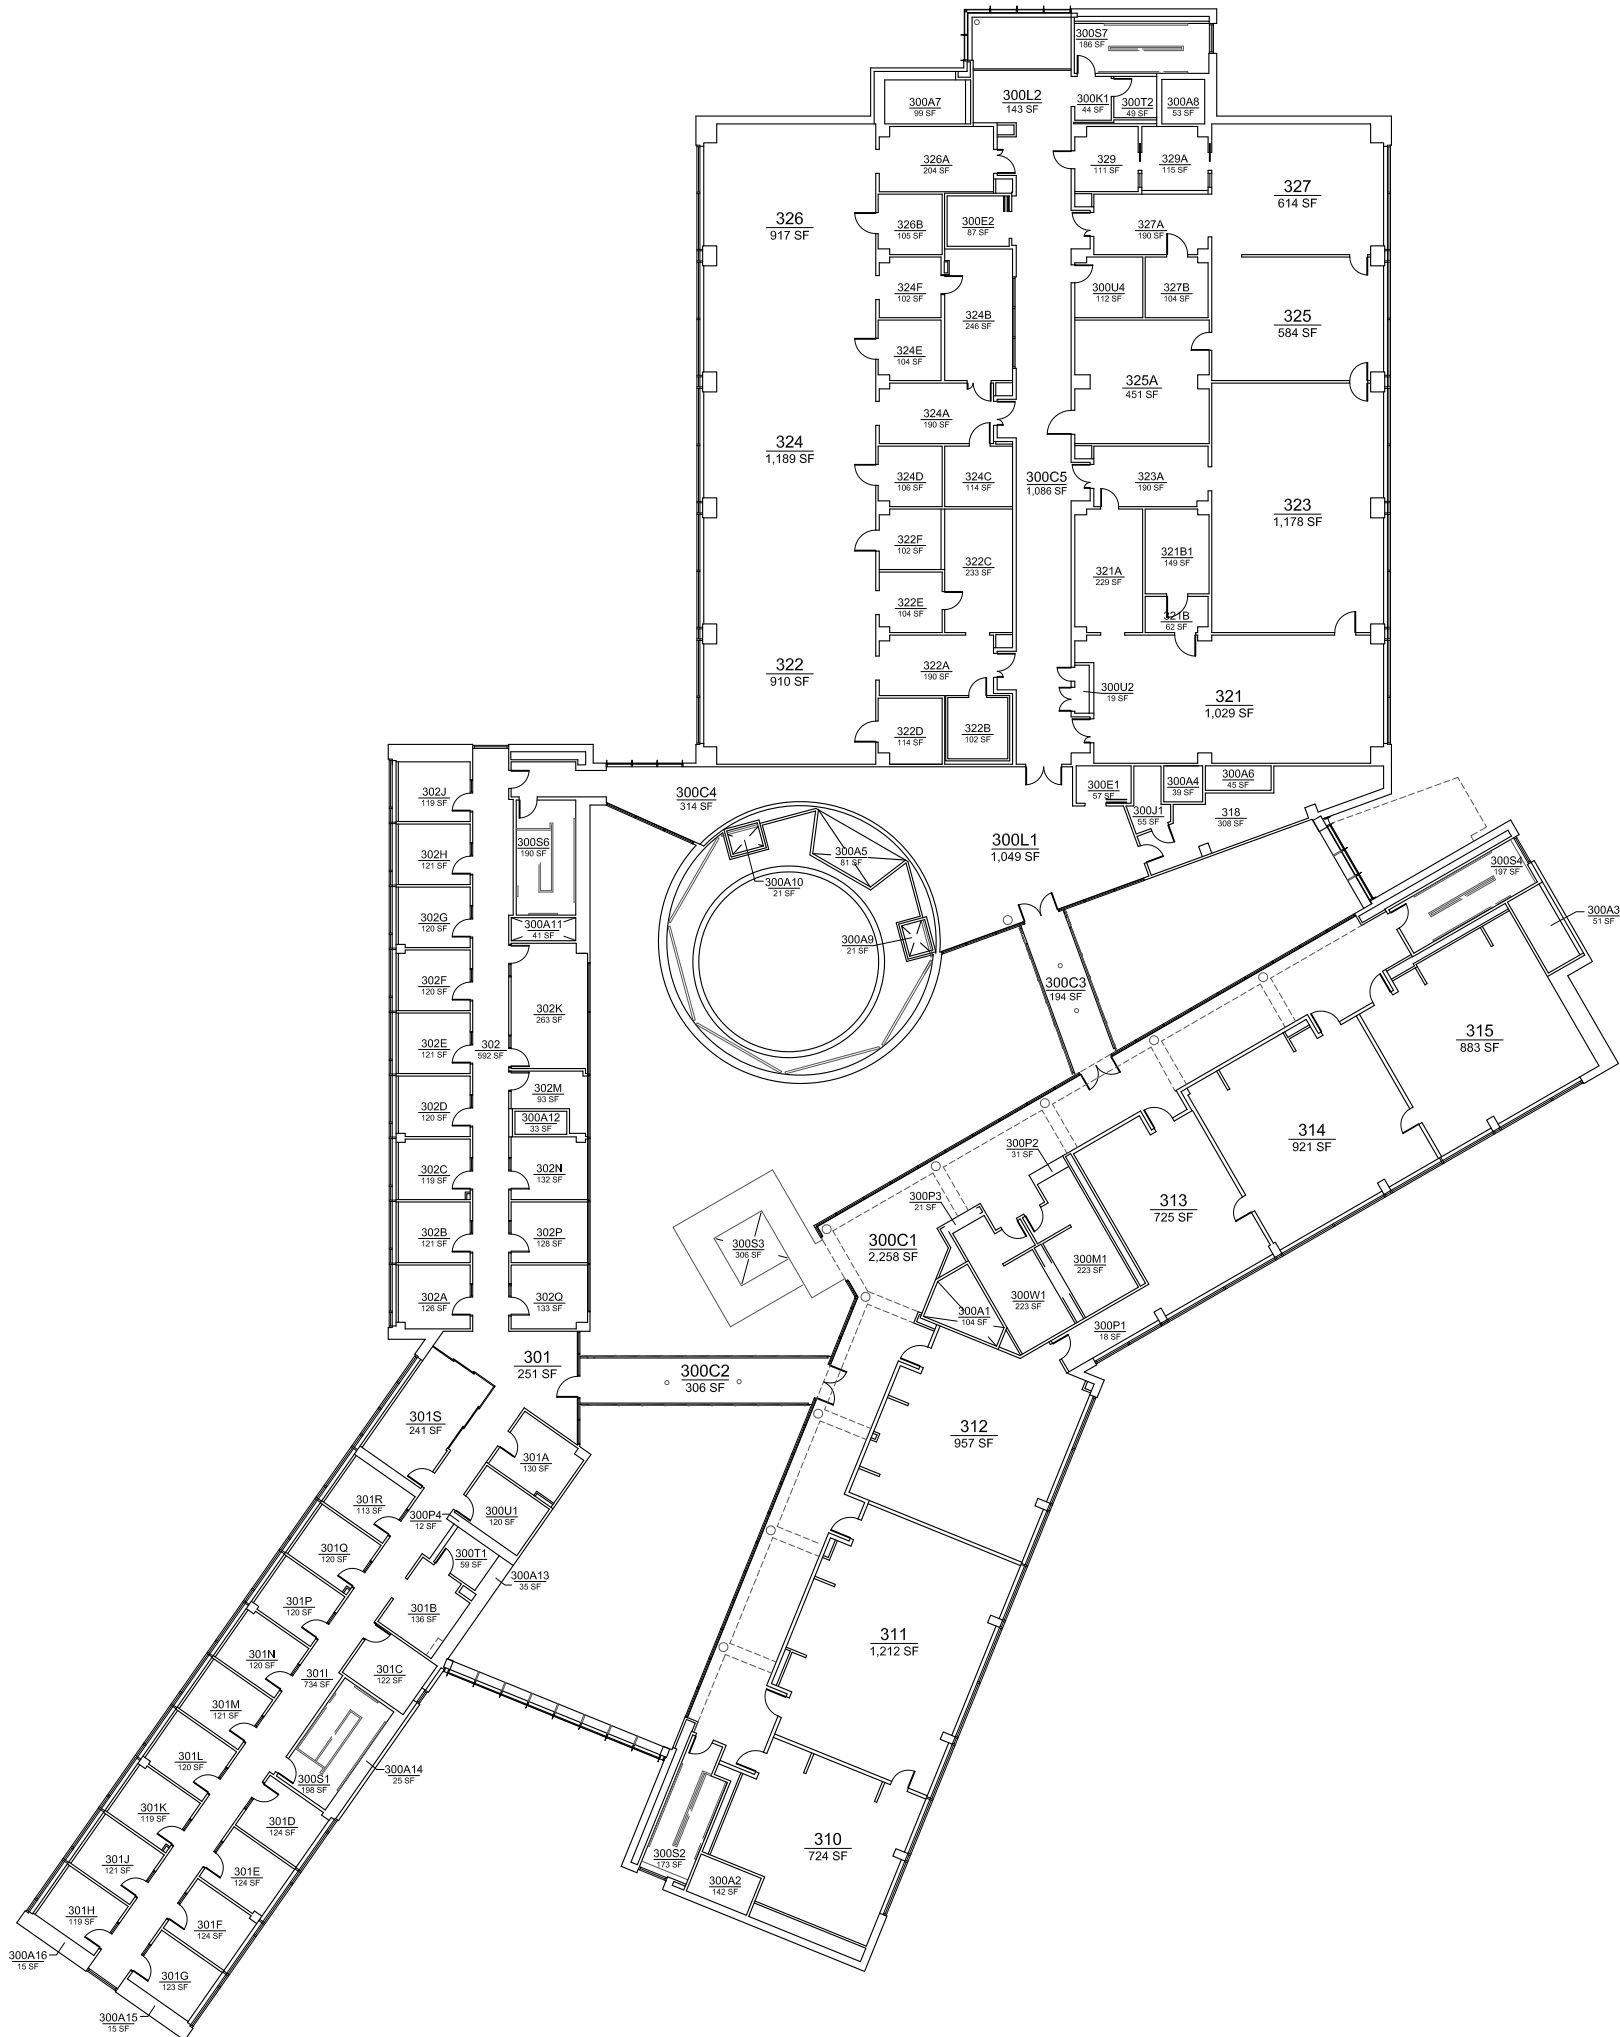 300S7
186 SF
300A7
99 SF
300L2
143 SF
300K1
44 SF
300T2
49 SF
300A8
53 SF
326A
204 SF
329
111 SF
329A
115 SF
327
614 SF
326
917 SF
326B
105 SF
300E2
87 SF
327A
190 SF
324F
102 SF
324B
246 SF
300U4
112 SF
327B
104 SF
325
584 SF
324E
104 SF
325A
451 SF
324A
190 SF
324
1,189 SF
324D
106 SF
324C
114 SF
300C5
1,086 SF
323A
190 SF
323
1,178 SF
322F
102 SF
322C
233 SF
321A
229 SF
321B1
149 SF
322E
104 SF
321B
62 SF
322
910 SF
322A
190 SF
300U2
19 SF
321
1,029 SF
322D
114 SF
322B
102 SF
302J
119 SF
300C4
314 SF
300E1
57 SF
300J1
55 SF
300A4
39 SF
300A6
45 SF
318
308 SF
302H
121 SF
300S6
190 SF
300A5
81 SF
300L1
1,049 SF
300A10
21 SF
300S4
197 SF
302G
120 SF
300A11
41 SF
300A9
21 SF
300A3
51 SF
302F
120 SF
302K
263 SF
300C3
194 SF
302E
121 SF
302
592 SF
315
883 SF
302D
120 SF
302M
93 SF
300A12
33 SF
314
921 SF
302C
119 SF
302N
132 SF
300P2
31 SF
300P3
21 SF
313
725 SF
302B
121 SF
302P
128 SF
300S3
306 SF
300C1
2,258 SF
300M1
223 SF
302A
126 SF
302Q
133 SF
300W1
223 SF
300A1
104 SF
300P1
18 SF
301
251 SF
300C2
306 SF
301S
241 SF
312
957 SF
301A
130 SF
301R
113 SF
300P4
12 SF
300U1
120 SF
301Q
120 SF
300T1
59 SF
300A13
35 SF
301P
120 SF
301B
136 SF
311
1,212 SF
301N
120 SF
301I
734 SF
301C
122 SF
301M
121 SF
301L
120 SF
300S1
198 SF
300A14
25 SF
301K
119 SF
301D
124 SF
310
724 SF
301J
121 SF
301E
124 SF
300S2
173 SF
300A2
142 SF
301H
119 SF
301F
124 SF
300A16
15 SF
301G
123 SF
300A15
15 SF